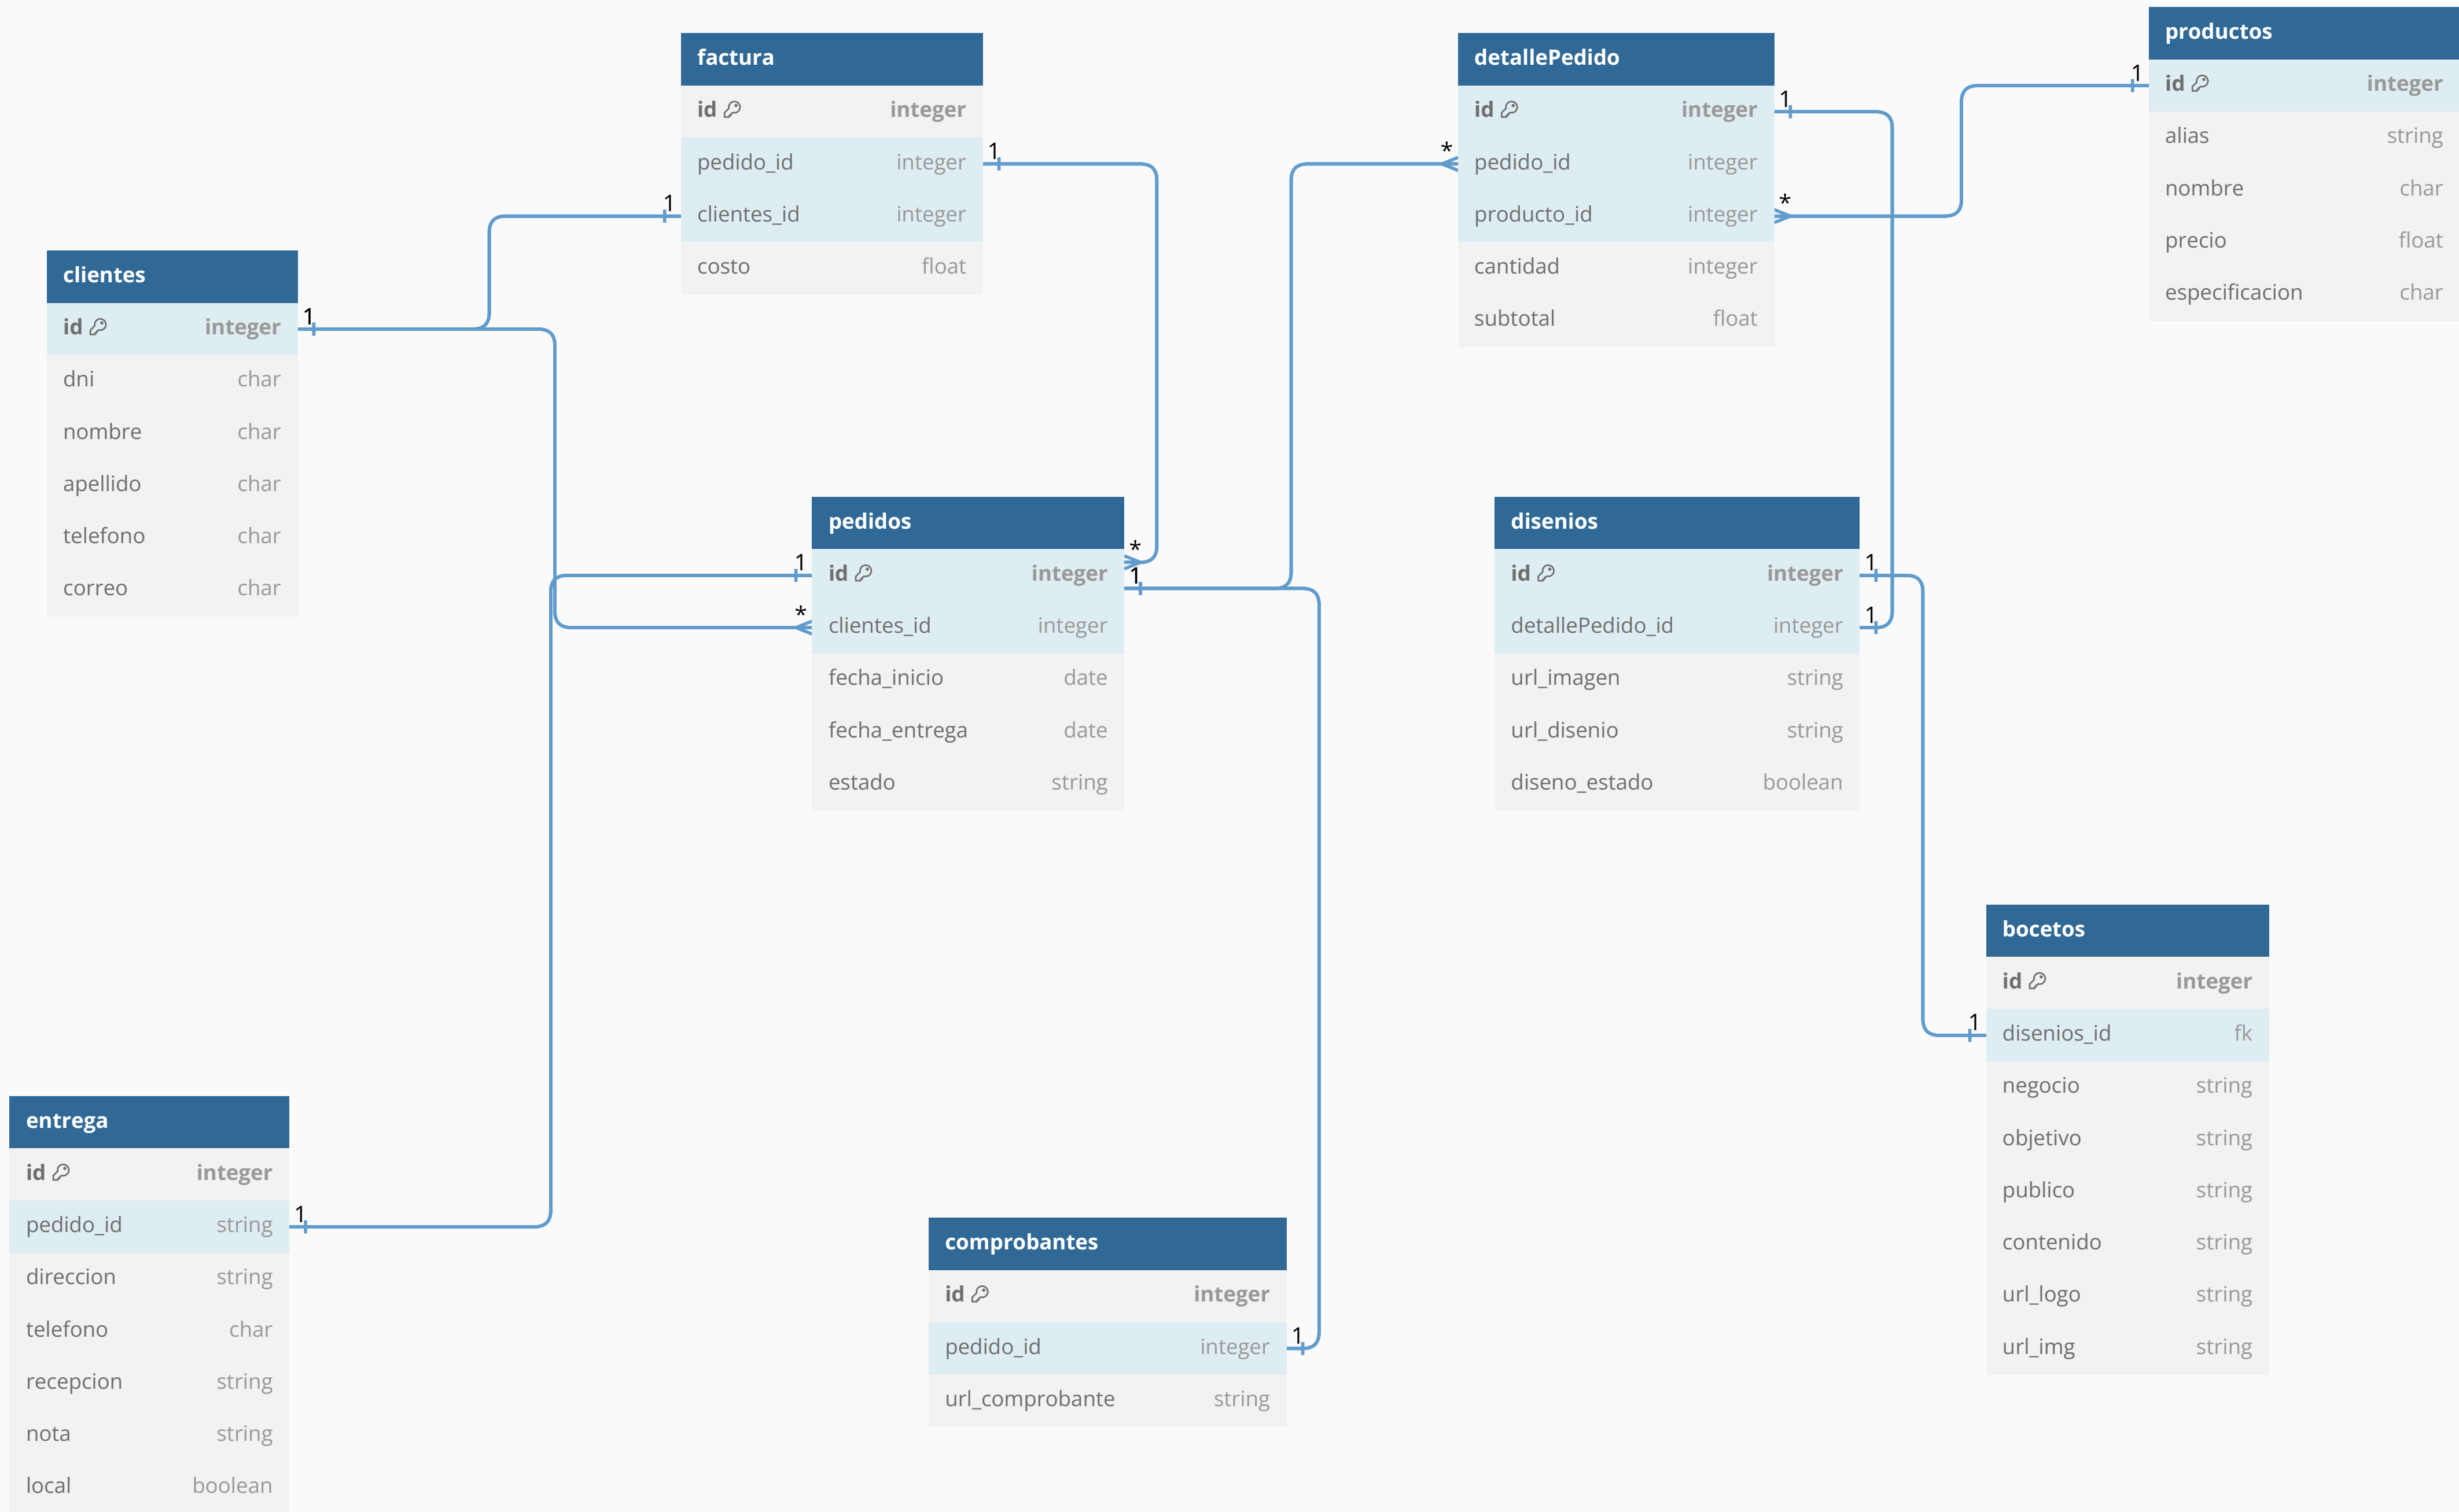 factura
id integer
pedido_id integer
clientes_id integer
costo float
1
1
detallePedido
id integer
pedido_id integer
producto_id integer
cantidad integer
subtotal float
1
*
*
productos
id integer
alias string
nombre char
precio float
especificacion char
1
clientes
id integer
dni char
nombre char
apellido char
telefono char
correo char
1
pedidos
id integer
clientes_id integer
fecha_inicio date
fecha_entrega date
estado string
1
*
*
1
disenios
id integer
detallePedido_id integer
url_imagen string
url_disenio string
diseno_estado boolean
1
1
bocetos
id integer
disenios_id fk
negocio string
objetivo string
publico string
contenido string
url_logo string
url_img string
1
entrega
id integer
pedido_id string
direccion string
telefono char
recepcion string
nota string
local boolean
1
comprobantes
id integer
pedido_id integer
url_comprobante string
1